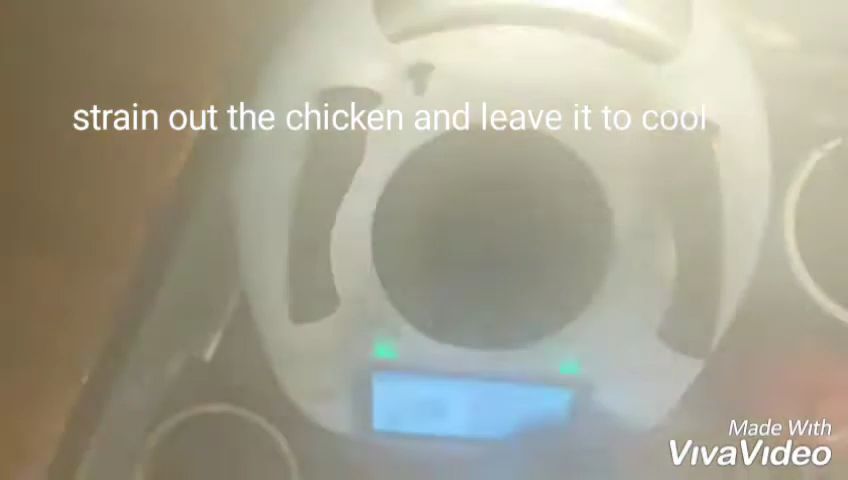 strain out the chicken and leave it to cool
Made With
VivaVideo